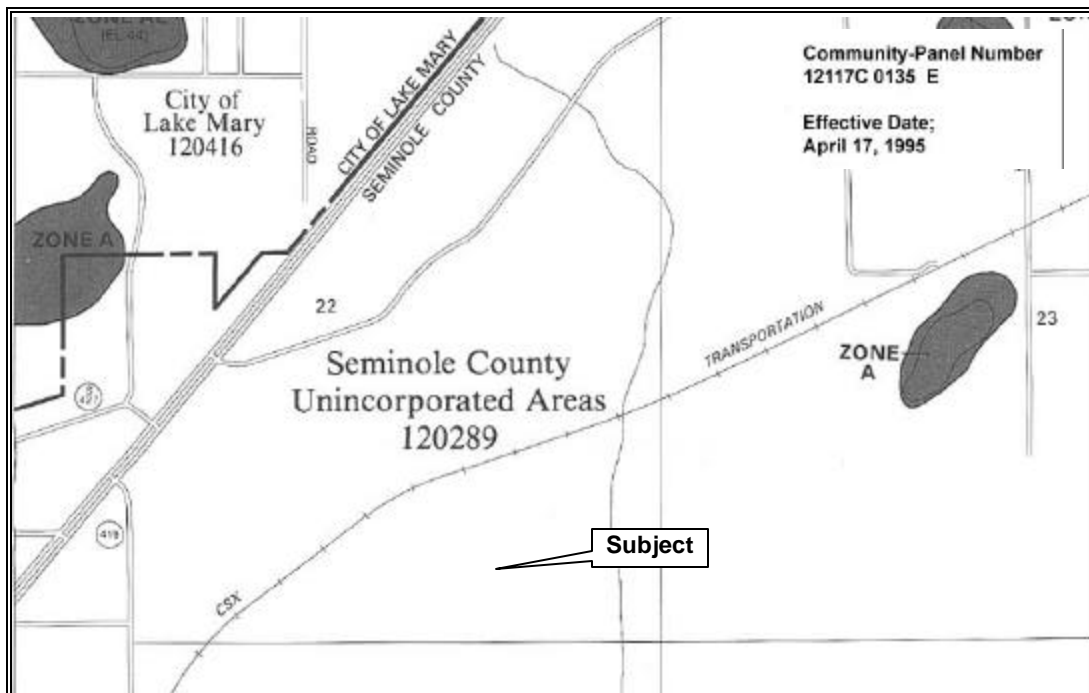 ZONE AE
(EL 44)
Community-Panel Number
12117C 0135 E
Effective Date;
April 17, 1995
City of
Lake Mary
120416
ROAD
CITY OF LAKE MARY
SEMINOLE COUNTY
ZONE A
22
TRANSPORTATION
23
ZONE
A
Seminole County
Unincorporated Areas
120289
419
Subject
CSX